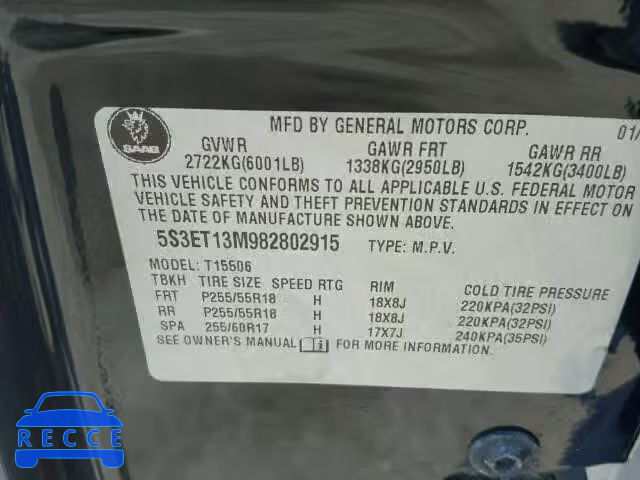 SAAB
MFD BY GENERAL MOTORS CORP. 01/
GVWR GAWR FRT GAWR RR
2722KG(6001LB) 1338KG(2950LB) 1542KG(3400LB)
THIS VEHICLE CONFORMS TO ALL APPLICABLE U.S. FEDERAL MOTOR
VEHICLE SAFETY AND THEFT PREVENTION STANDARDS IN EFFECT ON
THE DATE OF MANUFACTURE SHOWN ABOVE.
5S3ET13M982802915 TYPE: M.P.V.
MODEL: T15506
TBKH TIRE SIZE SPEED RTG RIM COLD TIRE PRESSURE
FRT P255/55R18 H 18X8J 220KPA(32PSI)
RR P255/55R18 H 18X8J 220KPA(32PSI)
SPA 255/60R17 H 17X7J 240KPA(35PSI)
SEE OWNER'S MANUAL FOR MORE INFORMATION.
RECCE